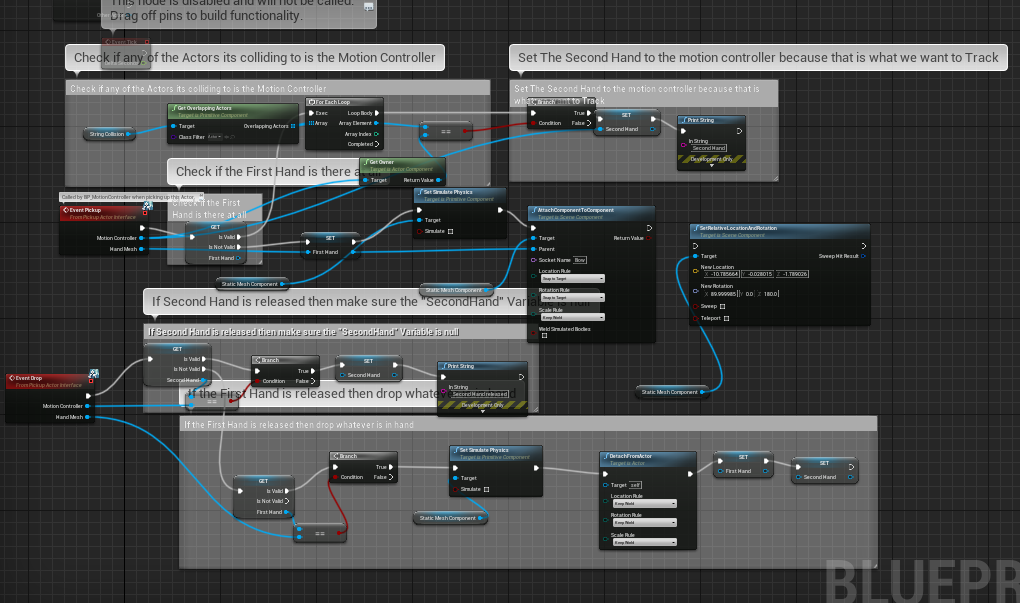 This node is disabled and will not be called.
Drag off pins to build functionality.
Event Tick
Check if any of the Actors its colliding to is the Motion Controller
Set The Second Hand to the motion controller because that is what we want to Track
Check if any of the Actors its colliding to is the Motion Controller
Get Overlapping Actors
Target is Primitive Component
Target
Overlapping Actors
Class Filter
String Collision
For Each Loop
Exec
Loop Body
Array
Array Element
Array Index
Completed
==
Set The Second Hand to the motion controller because that is
what we want to Track
Branch
True
Condition
False
SET
Second Hand
Print String
In String
Second Hand
Development Only
Check if the First Hand is there a
Get Owner
Target is Actor Component
Target
Return Value
Called by BP_MotionController when picking up this Actor
Event Pickup
From Pickup Actor Interface
Motion Controller
Hand Mesh
Check if the First
Hand is there at all
GET
Is Valid
Is Not Valid
First Hand
SET
First Hand
Static Mesh Component
Set Simulate Physics
Target is Primitive Component
Target
Simulate
Static Mesh Component
AttachComponentToComponent
Target is Scene Component
Target
Return Value
Parent
Socket Name
Bow
Location Rule
Snap to Target
Rotation Rule
Snap to Target
Scale Rule
Keep World
Weld Simulated Bodies
SetRelativeLocationAndRotation
Target is Scene Component
Target
Sweep Hit Result
New Location
X -10.785664 Y -0.028015 Z -1.789026
New Rotation
X 89.999985 Y 0.0 Z 180.0
Sweep
Teleport
Static Mesh Component
If Second Hand is released then make sure the "SecondHand" Variable is null
If Second Hand is released then make sure the "SecondHand" Variable is null
GET
Is Valid
Is Not Valid
Second Hand
Branch
True
Condition
False
SET
Second Hand
Print String
In String
Second Hand released
Development Only
==
Event Drop
From Pickup Actor Interface
Motion Controller
Hand Mesh
If the First Hand is released then drop whate
If the First Hand is released then drop whatever is in hand
GET
Is Valid
Is Not Valid
First Hand
==
Branch
True
Condition
False
Set Simulate Physics
Target is Primitive Component
Target
Simulate
Static Mesh Component
DetachFromActor
Target is Actor
Target
self
Location Rule
Keep World
Rotation Rule
Keep World
Scale Rule
Keep World
SET
First Hand
SET
Second Hand
BLUEPR